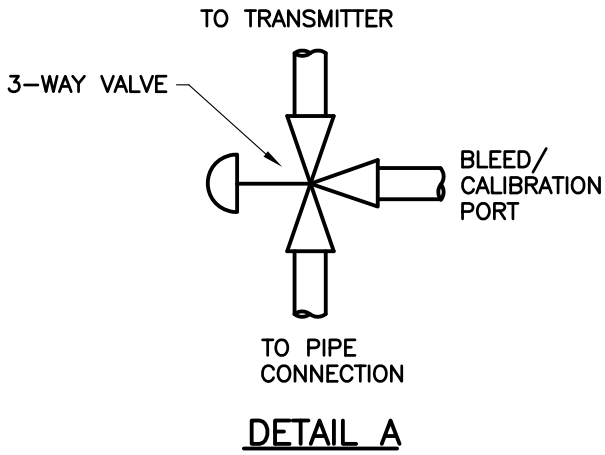 TO TRANSMITTER
3-WAY VALVE
BLEED/
CALIBRATION
PORT
TO PIPE
CONNECTION
DETAIL A